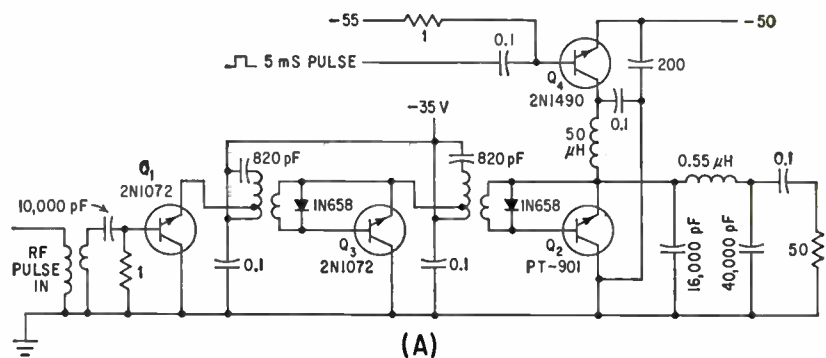 -55
1
-50
0.1
5 mS PULSE
Q4
2N1490
200
0.1
-35 V
50 μH
820 pF
820 pF
0.55 μH
0.1
Q1
2N1072
10,000 pF
1N658
1N658
RF PULSE IN
1
0.1
Q3
2N1072
0.1
Q2
PT-901
16,000 pF
40,000 pF
50
(A)